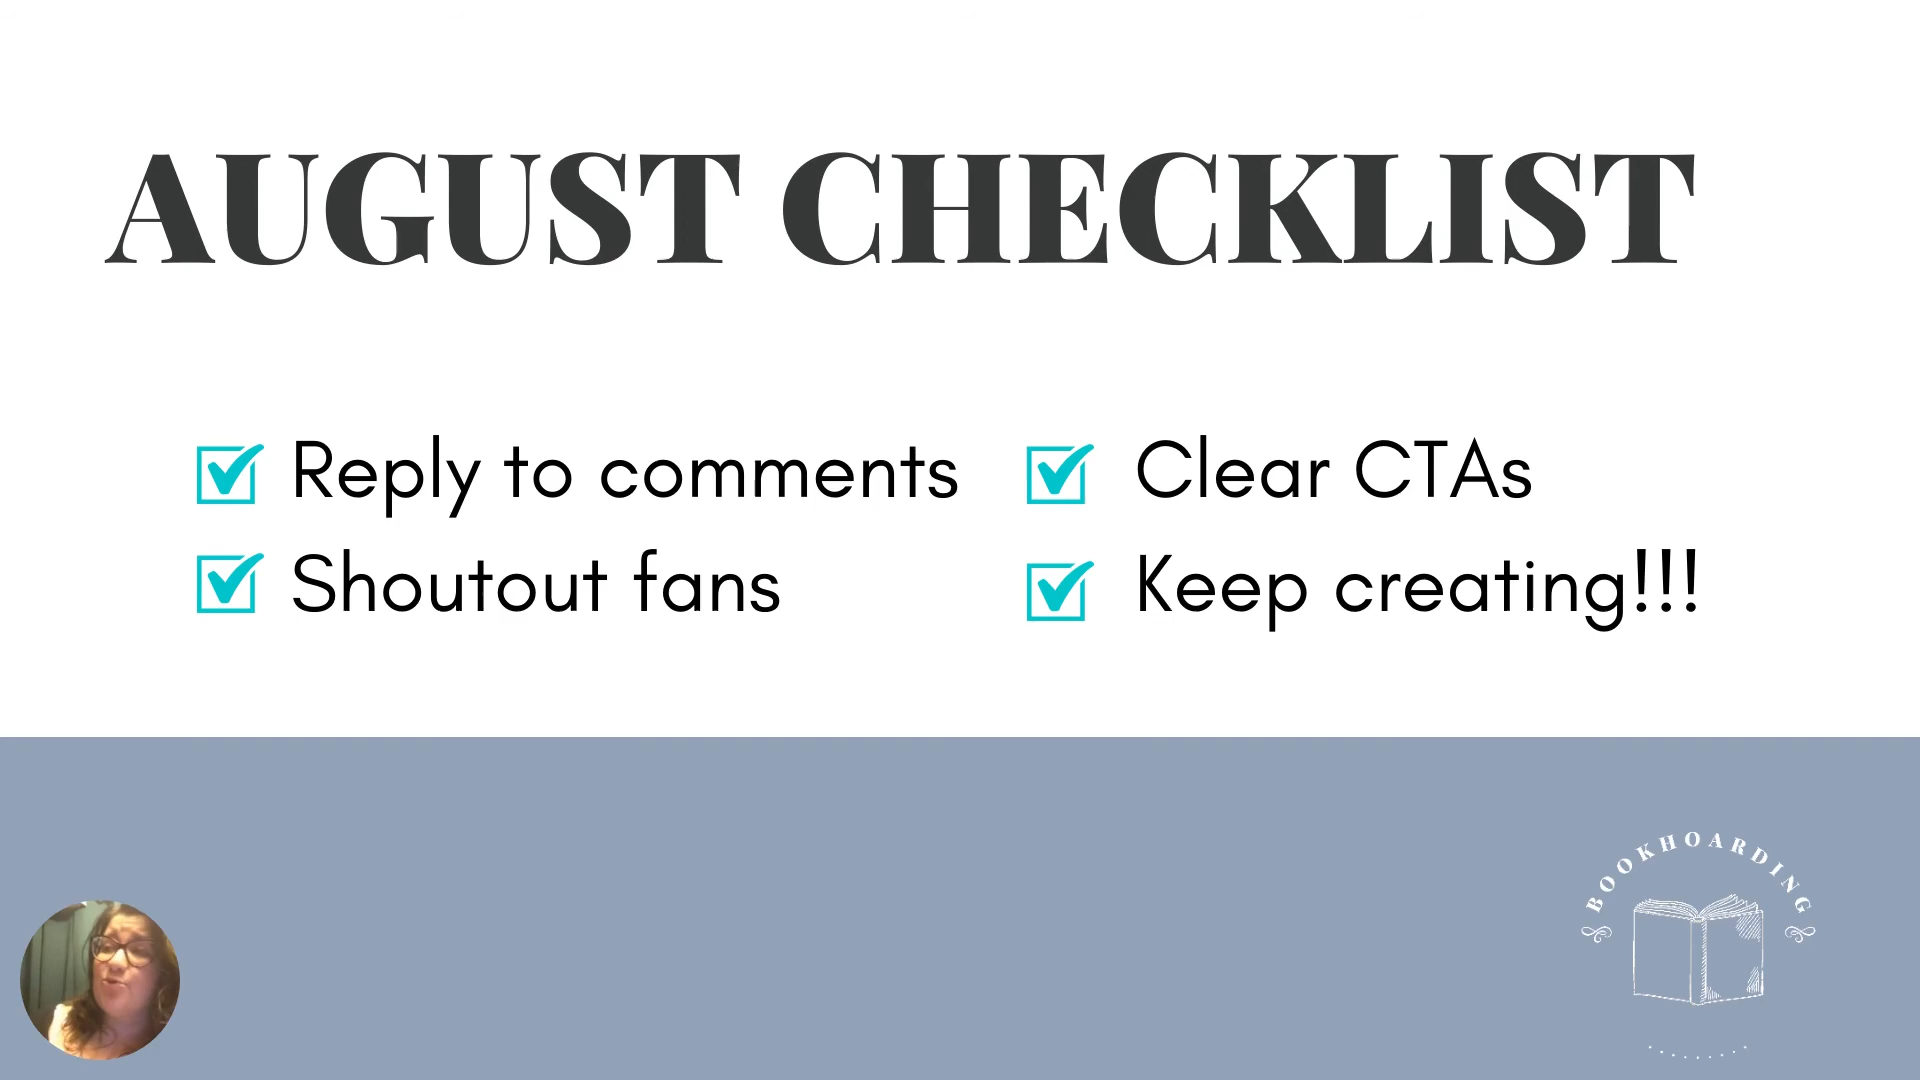 AUGUST CHECKLIST
Reply to comments
Shoutout fans
Clear CTAs
Keep creating!!!
BOOKHOARDING